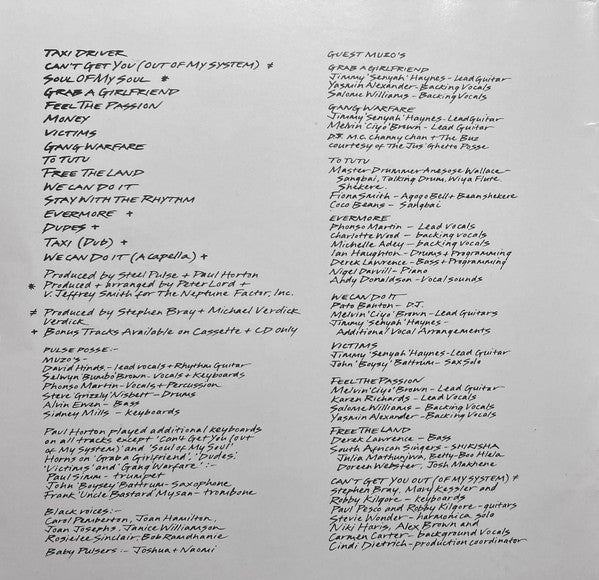 TAXI DRIVER
CAN'T GET YOU (OUT OF MY SYSTEM) ≠
SOUL OF MY SOUL *
GRAB A GIRLFRIEND
FEEL THE PASSION
MONEY
VICTIMS
GANG WARFARE
TO TUTU
FREE THE LAND
WE CAN DO IT
STAY WITH THE RHYTHM
EVERMORE +
DUDES +
TAXI (DUB) +
WE CAN DO IT (ACAPELLA) +
Produced by Steel Pulse + Paul Horton
* Produced + arranged by Peter Lord +
V. Jeffrey Smith for The Neptune Factor, Inc.
≠ Produced by Stephen Bray + Michael Verdick
Verdick
+ Bonus Tracks Available on Cassette + CD only
PULSE POSSE:-
MUZO'S -
David Hinds - lead vocals + Rhythm Guitar
Selwyn 'Bumbo' Brown - Vocals + Keyboards
Phonso Martin - Vocals + Percussion
Steve 'Grizzly' Nisbett - Drums
Alvin Ewen - Bass
Sidney Mills - keyboards
Paul Horton played additional keyboards
on all tracks except 'Can't Get You (out
of My System)' and 'Soul of My Soul'
Horns on 'Grab a Girlfriend', 'Dudes',
'Victims' and 'Gang Warfare' :-
Paul Simm - trumpet
John 'Boysey' Battrum - Saxophone
Frank 'Uncle Bastard' Mysan - trombone
Black voices:-
Carol Pemberton, Joan Hamilton,
Joan Josephs, Janice Williamson
Rosielee Sinclair, Bob Ramdhanie
Baby Pulsers:- Joshua + Naomi
GUEST MUZO'S
GRAB A GIRLFRIEND
Jimmy 'Senyah' Haynes - Lead Guitar
Yasmin Alexander - Backing Vocals
Salome Williams - Backing Vocals
GANG WARFARE
Jimmy 'Senyah' Haynes - Lead Guitar
Melvin 'Ciyo' Brown - Lead Guitar
D.J. M.C. Channy Chan + The Buz
courtesy of The Jus' Ghetto Posse
TO TUTU
Master Drummer Anesose Wallace -
Sangbai, Talking Drum, Wiya Flute,
Shekere.
Fiona Smith - Agogo Bell + Beanshekere
Coco Beans - Sangbai
EVERMORE
Phonso Martin - Lead Vocals
Charlotte Wood - backing vocals
Michelle Adey - backing vocals
Ian Haughton - Drums + Programming
Derek Lawrence - Bass + Programming
Nigel Darvill - Piano
Andy Donaldson - Vocal sounds
WE CAN DO IT
Pato Banton - D.J.
Melvin 'Ciyo' Brown - Lead Guitars
Jimmy 'Senyah' Haynes -
Additional Vocal Arrangements
VICTIMS
Jimmy 'Senyah' Haynes - Lead Guitar
John 'Boysey' Battrum - Sax Solo
FEEL THE PASSION
Melvin 'Ciyo' Brown - Lead Guitar
Karen Richards - Lead Vocals
Salome Williams - Backing Vocals
Yasmin Alexander - Backing Vocals
FREE THE LAND
Derek Lawrence - Bass
South African Singers - SHIRISHA
Julia Mathunjwa, Betty-Boo Hlela
Doreen Webster, Josh Makhene
CAN'T GET YOU OUT (OF MY SYSTEM) ≠
Stephen Bray, Mary Kessler and
Robby Kilgore - keyboards
Paul Pesco and Robby Kilgore - guitars
Stevie Wonder - harmonica solo
Niki Haris, Alex Brown and
Carmen Carter - background Vocals
Cindi Dietrich - production coordinator